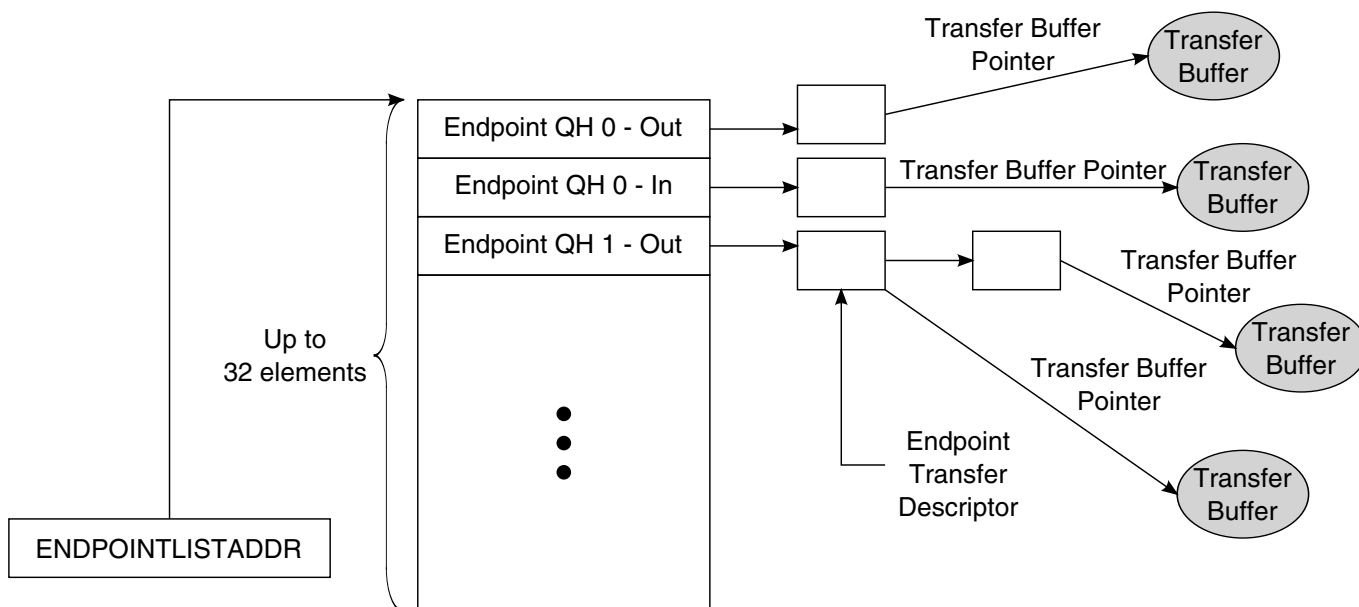 Transfer Buffer
Pointer
Transfer
Buffer
Endpoint QH 0 - Out
Endpoint QH 0 - In
Transfer Buffer Pointer
Transfer
Buffer
Endpoint QH 1 - Out
Transfer Buffer
Pointer
Transfer
Buffer
Up to
32 elements
Transfer Buffer
Pointer
Endpoint
Transfer
Descriptor
Transfer
Buffer
ENDPOINTLISTADDR